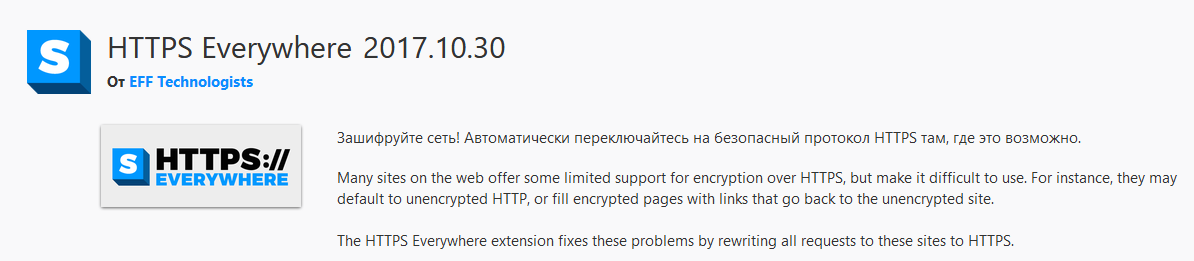 S
HTTPS Everywhere 2017.10.30
От EFF Technologists
S HTTPS://
EVERYWHERE
Зашифруйте сеть! Автоматически переключайтесь на безопасный протокол HTTPS там, где это возможно.
Many sites on the web offer some limited support for encryption over HTTPS, but make it difficult to use. For instance, they may
default to unencrypted HTTP, or fill encrypted pages with links that go back to the unencrypted site.
The HTTPS Everywhere extension fixes these problems by rewriting all requests to these sites to HTTPS.